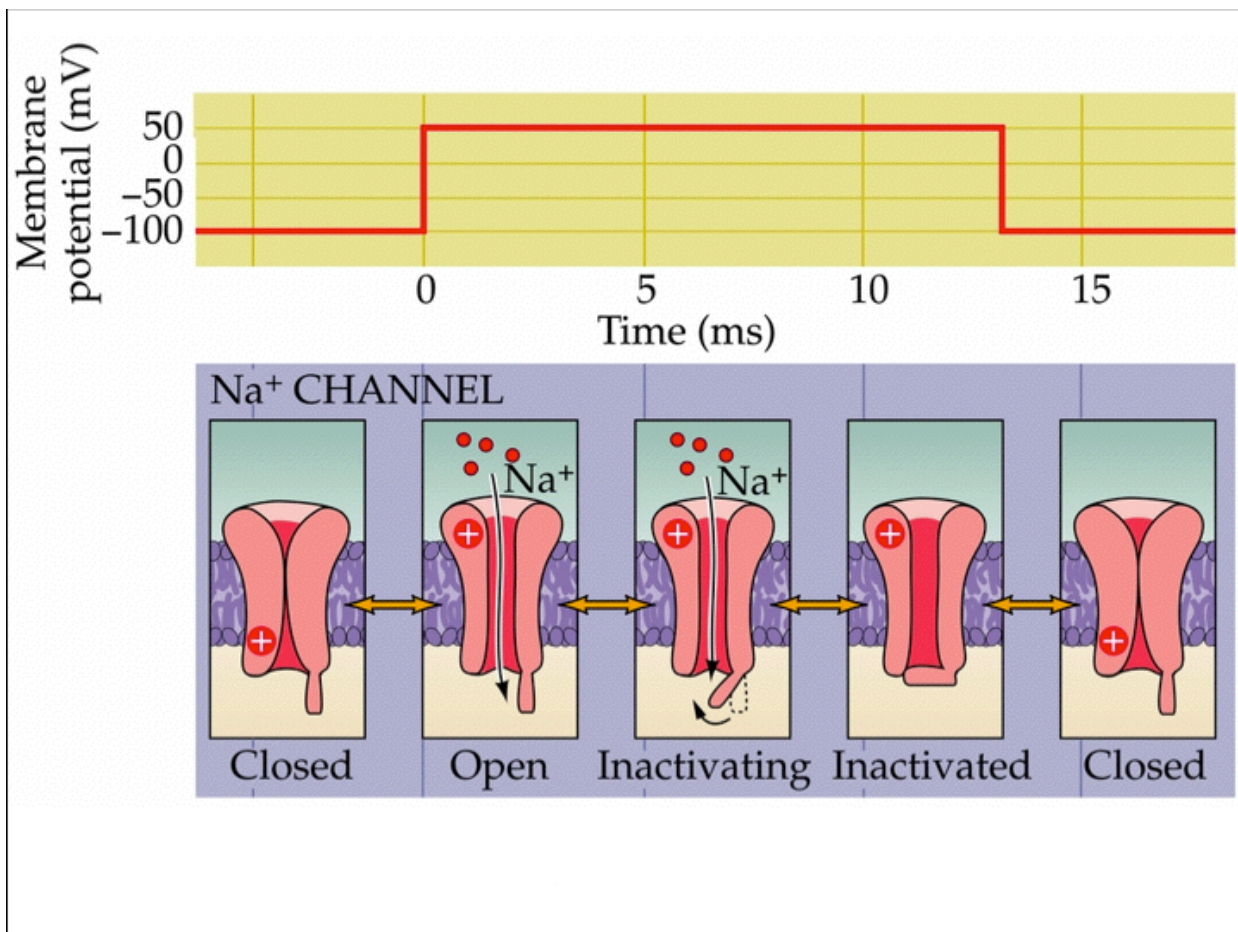 Membrane
potential (mV)
50
0
–50
–100
0 5 10 15
Time (ms)
Na⁺ CHANNEL
Na⁺ Na⁺
+ + + + +
Closed Open Inactivating Inactivated Closed